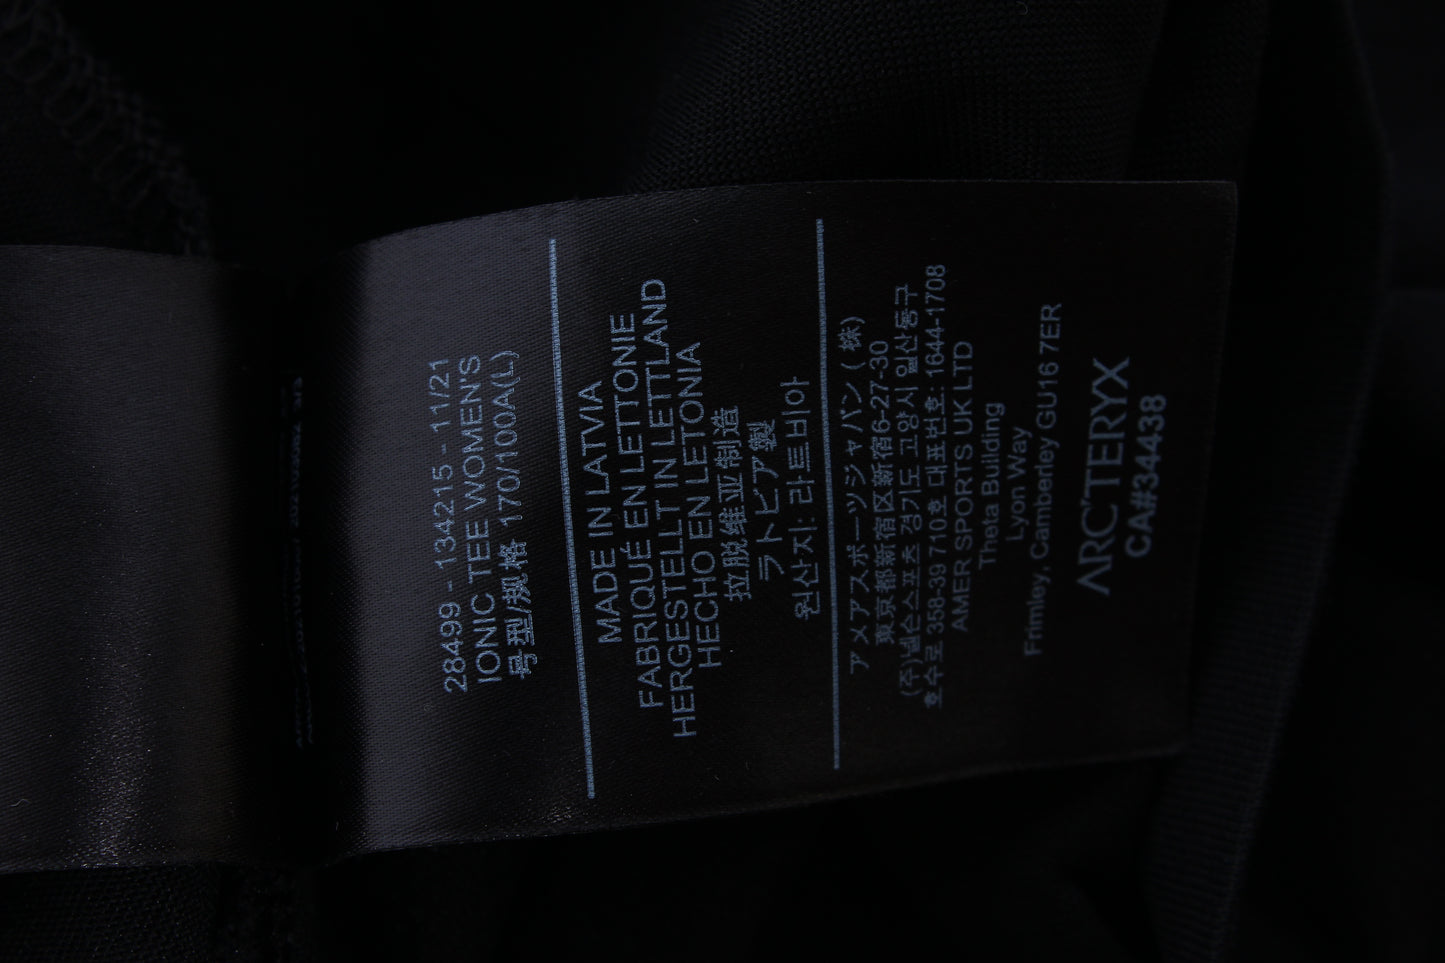 28499 - 134215 - 11/21
IONIC TEE WOMEN'S
号型/规格 170/100A(L)
MADE IN LATVIA
FABRIQUÉ EN LETTONIE
HERGESTELLT IN LETTLAND
HECHO EN LETONIA
拉脱维亚制造
ラトビア製
원산지: 라트비아
アメアスポーツジャパン ( 株)
東京都新宿区新宿6-27-30
(주)넬슨스포츠 경기도 고양시 일산동구
호수로 358-39 710호 대표번호: 1644-1708
AMER SPORTS UK LTD
Theta Building
Lyon Way
Frimley, Camberley GU16 7ER
ARC'TERYX
CA#34438